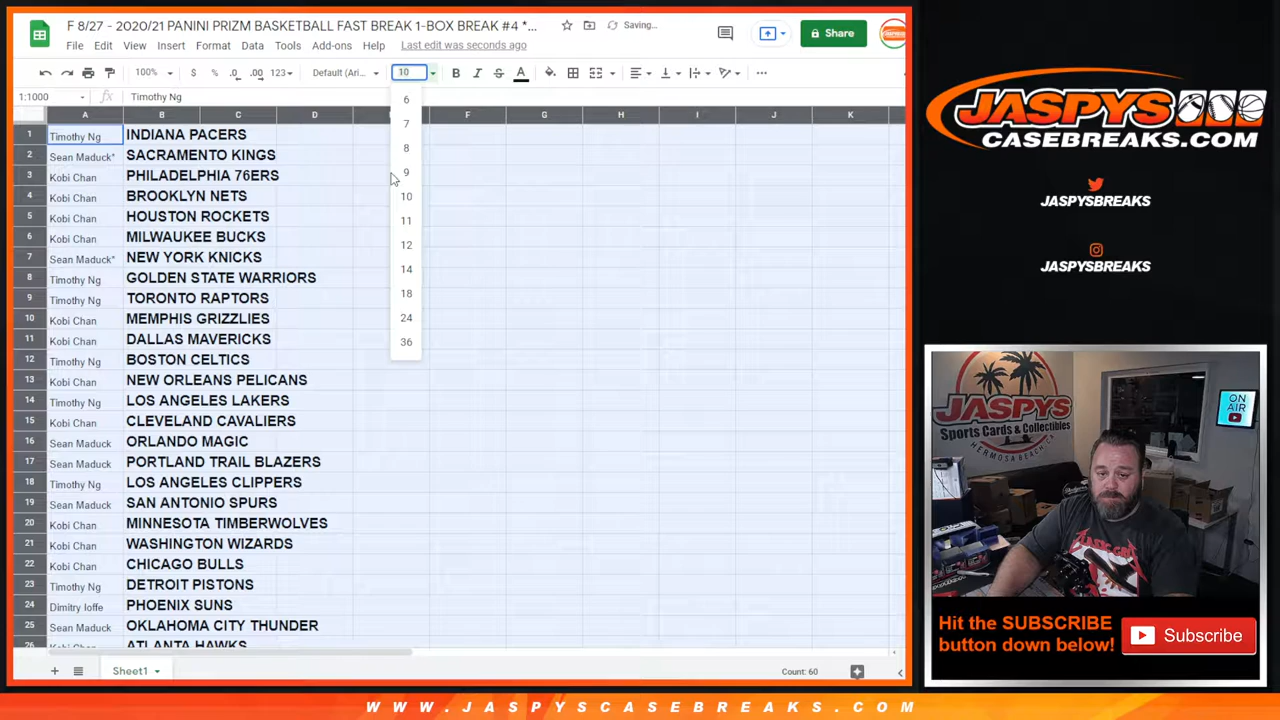 F 8/27 - 2020/21 PANINI PRIZM BASKETBALL FAST BREAK 1-BOX BREAK #4 *...
Saving...
File Edit View Insert Format Data Tools Add-ons Help Last edit was seconds ago
Share
100% $ % .0 .00 123 Default (Ari... 10 B I S A
1:1000 fx Timothy Ng
A B C D F G H I J K
1 Timothy Ng INDIANA PACERS
2 Sean Maduck* SACRAMENTO KINGS
3 Kobi Chan PHILADELPHIA 76ERS
4 Kobi Chan BROOKLYN NETS
5 Kobi Chan HOUSTON ROCKETS
6 Kobi Chan MILWAUKEE BUCKS
7 Sean Maduck* NEW YORK KNICKS
8 Timothy Ng GOLDEN STATE WARRIORS
9 Timothy Ng TORONTO RAPTORS
10 Kobi Chan MEMPHIS GRIZZLIES
11 Kobi Chan DALLAS MAVERICKS
12 Timothy Ng BOSTON CELTICS
13 Kobi Chan NEW ORLEANS PELICANS
14 Timothy Ng LOS ANGELES LAKERS
15 Kobi Chan CLEVELAND CAVALIERS
16 Sean Maduck ORLANDO MAGIC
17 Sean Maduck PORTLAND TRAIL BLAZERS
18 Timothy Ng LOS ANGELES CLIPPERS
19 Sean Maduck SAN ANTONIO SPURS
20 Kobi Chan MINNESOTA TIMBERWOLVES
21 Kobi Chan WASHINGTON WIZARDS
22 Kobi Chan CHICAGO BULLS
23 Timothy Ng DETROIT PISTONS
24 Dimitry Ioffe PHOENIX SUNS
25 Sean Maduck OKLAHOMA CITY THUNDER
26 Kobi Chan ATLANTA HAWKS
6
7
8
9
10
11
12
14
18
24
36
Sheet1
Count: 60
JASPYS
CASEBREAKS.COM
JASPYSBREAKS
JASPYSBREAKS
JASPYS
Sports Cards & Collectibles
HERMOSA BEACH, CA
ON
AIR
Hit the SUBSCRIBE
button down below!
Subscribe
WWW.JASPYSCASEBREAKS.COM